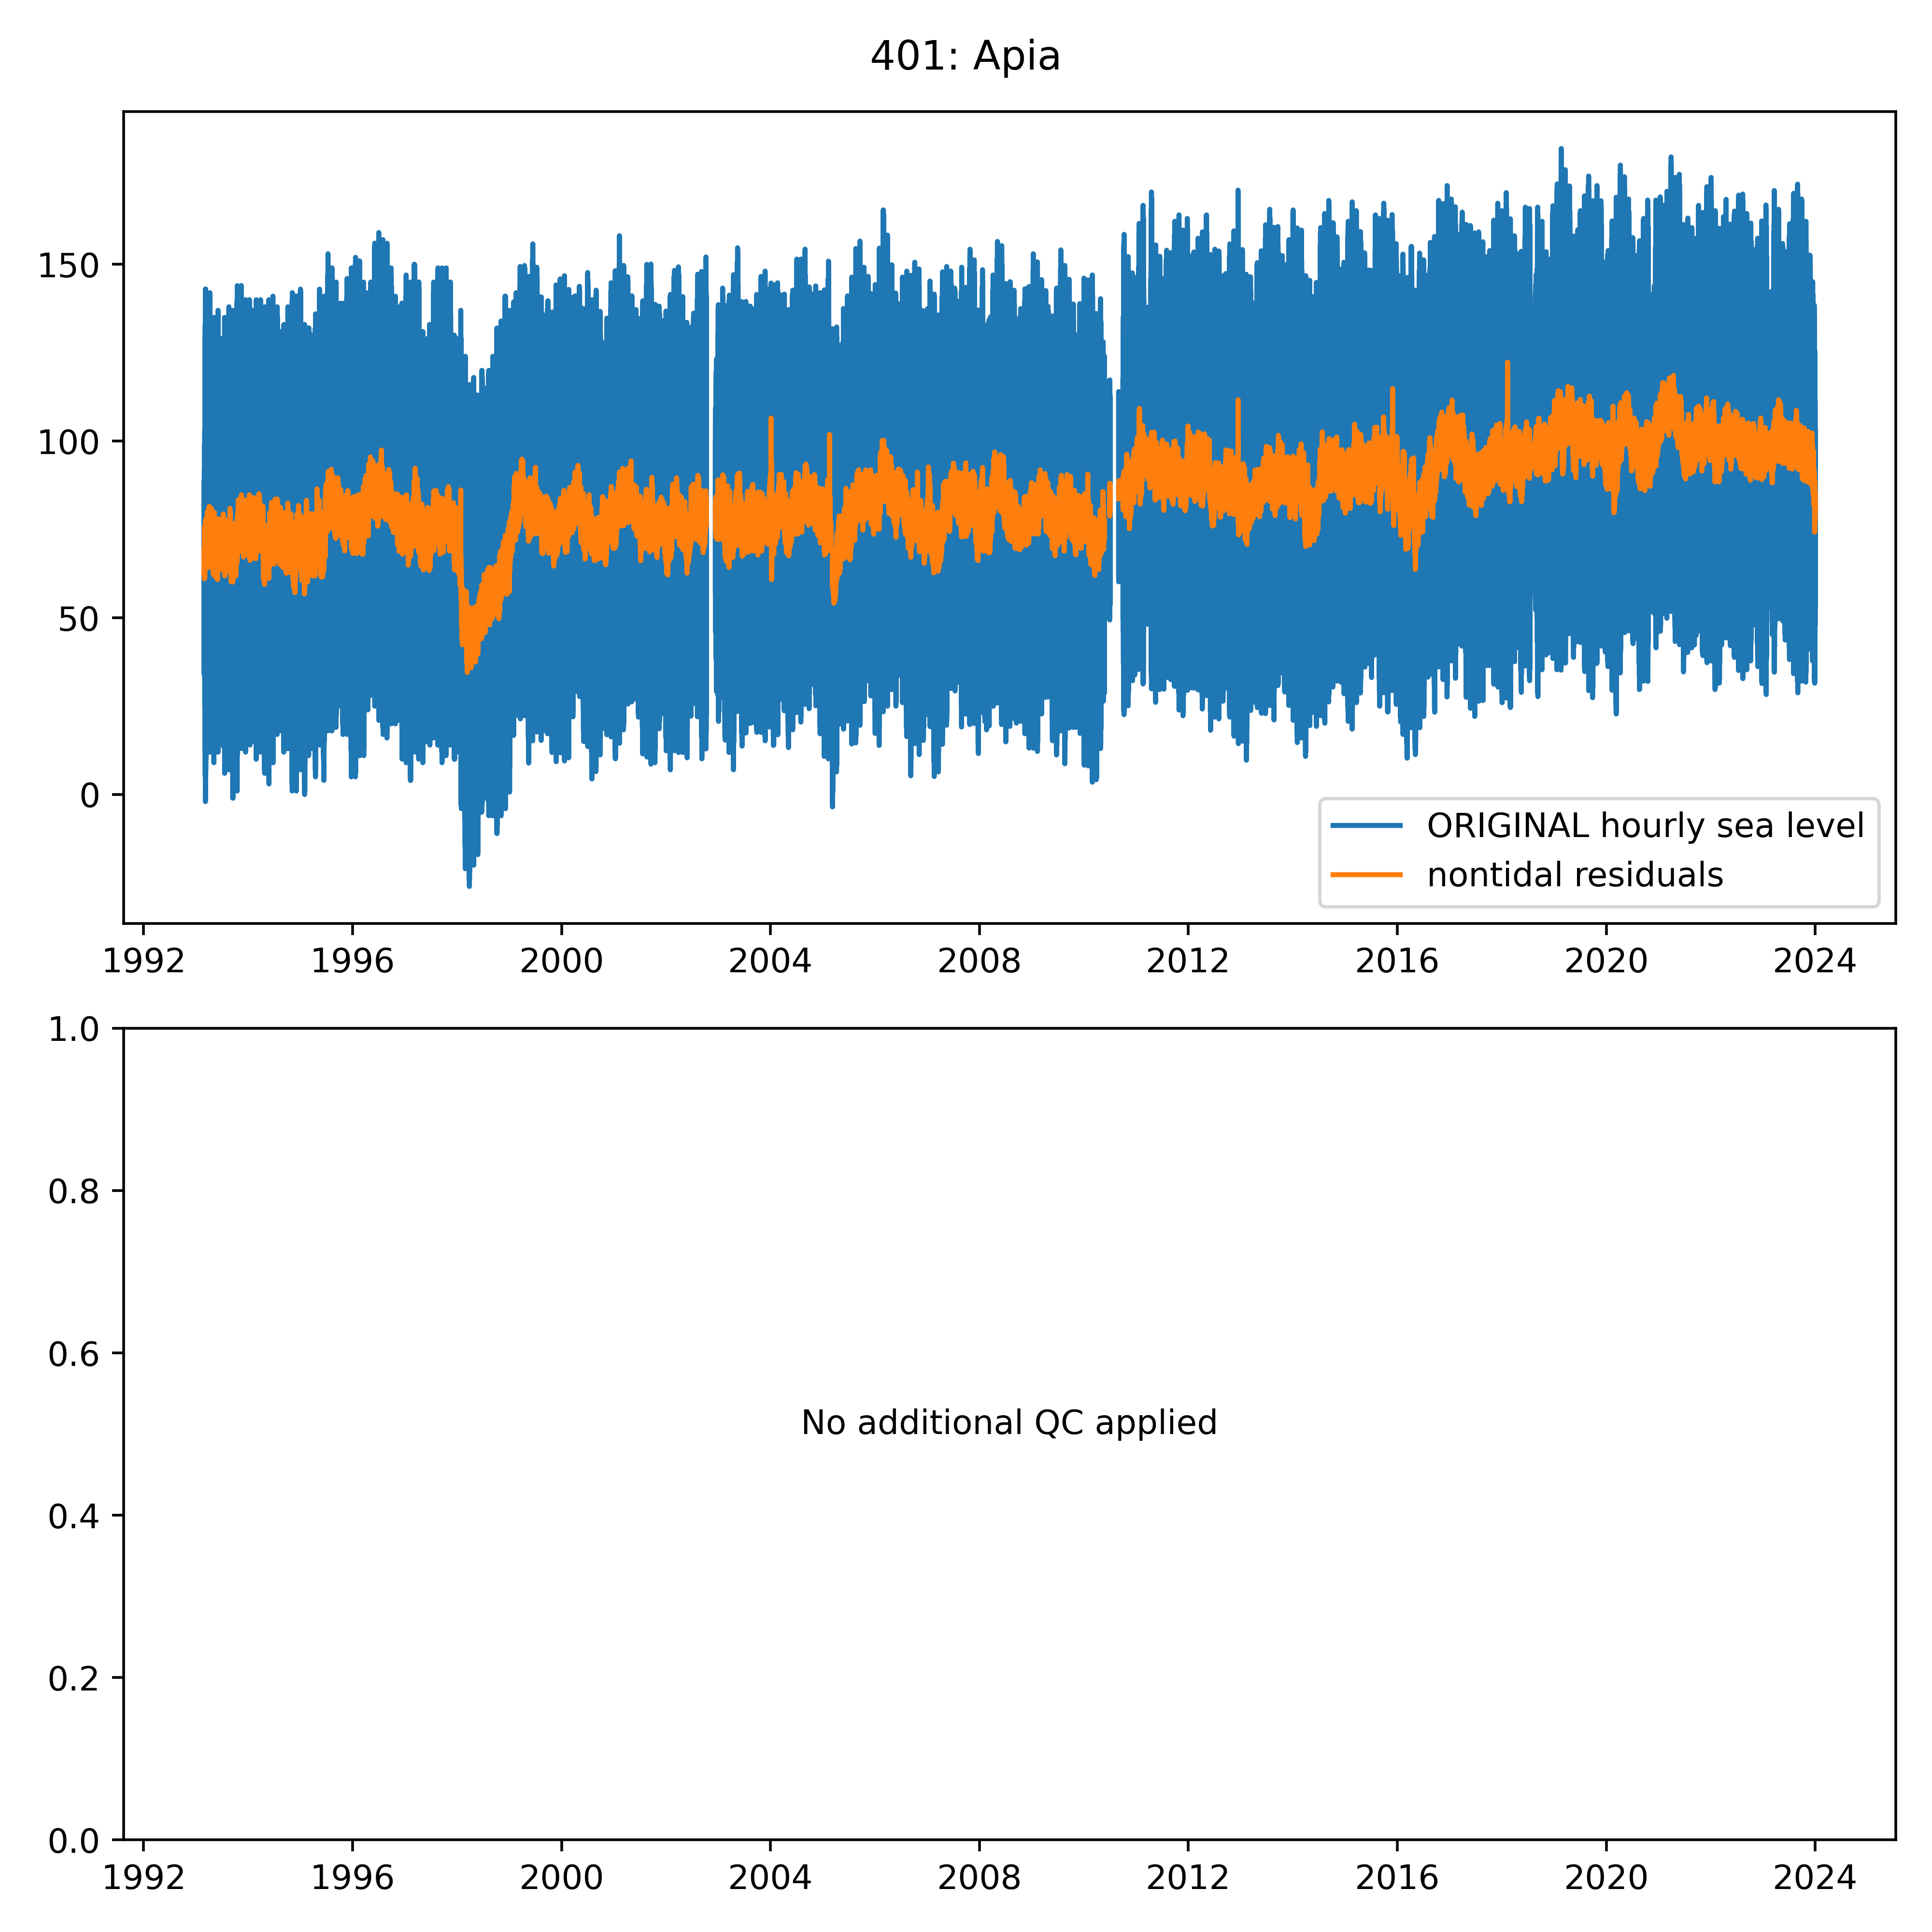 401: Apia
150
100
50
0
ORIGINAL hourly sea level
nontidal residuals
1992 1996 2000 2004 2008 2012 2016 2020 2024
1.0
0.8
0.6
No additional QC applied
0.4
0.2
0.0
1992 1996 2000 2004 2008 2012 2016 2020 2024